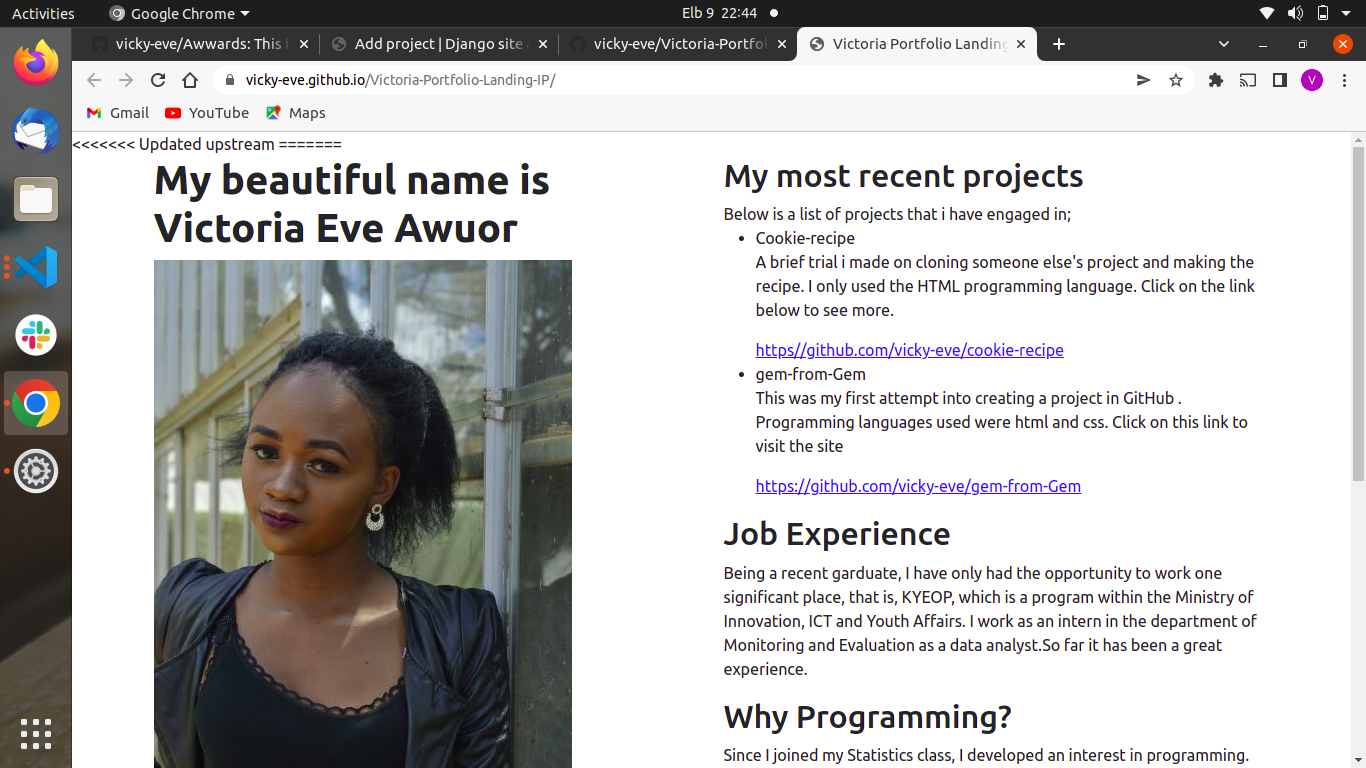 Activities
Google Chrome
Elb 9 22:44
vicky-eve/Awwards: This i
Add project | Django site a
vicky-eve/Victoria-Portfol
Victoria Portfolio Landing
vicky-eve.github.io/Victoria-Portfolio-Landing-IP/
V
Gmail
YouTube
Maps
<<<<<<< Updated upstream =======
My beautiful name is
Victoria Eve Awuor
My most recent projects
Below is a list of projects that i have engaged in;
Cookie-recipe
A brief trial i made on cloning someone else's project and making the
recipe. I only used the HTML programming language. Click on the link
below to see more.
https//github.com/vicky-eve/cookie-recipe
gem-from-Gem
This was my first attempt into creating a project in GitHub .
Programming languages used were html and css. Click on this link to
visit the site
https://github.com/vicky-eve/gem-from-Gem
Job Experience
Being a recent garduate, I have only had the opportunity to work one
significant place, that is, KYEOP, which is a program within the Ministry of
Innovation, ICT and Youth Affairs. I work as an intern in the department of
Monitoring and Evaluation as a data analyst.So far it has been a great
experience.
Why Programming?
Since I joined my Statistics class, I developed an interest in programming.